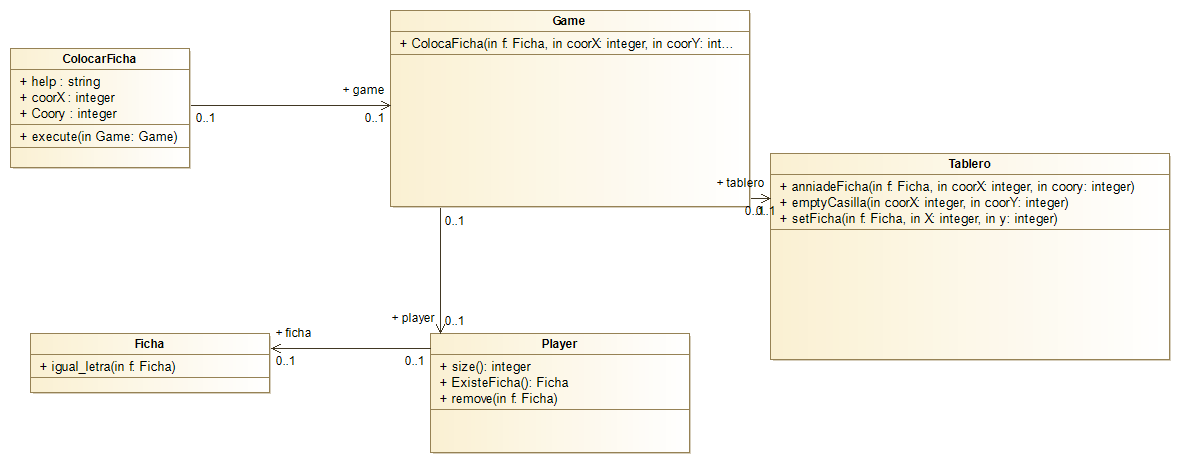 Game
+ ColocaFicha(in f: Ficha, in coorX: integer, in coorY: int...
ColocarFicha
+ help : string
+ coorX : integer
+ Coory : integer
+ execute(in Game: Game)
+ game
0..1
0..1
Tablero
+ anniadeFicha(in f: Ficha, in coorX: integer, in coory: integer)
+ emptyCasilla(in coorX: integer, in coorY: integer)
+ setFicha(in f: Ficha, in X: integer, in y: integer)
+ tablero
0..1
0..1
0..1
+ player
0..1
Ficha
+ igual_letra(in f: Ficha)
+ ficha
0..1
0..1
Player
+ size(): integer
+ ExisteFicha(): Ficha
+ remove(in f: Ficha)